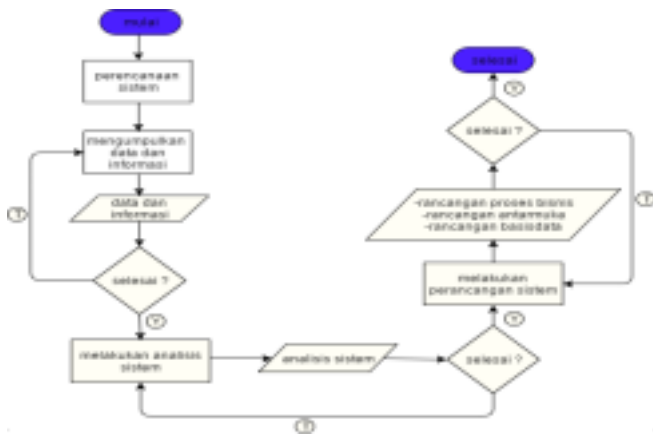 mulai
perencanaan
sistem
mengumpulkan
data dan
informasi
data dan
informasi
selesai ?
T
Y
melakukan analisis
sistem
analisis sistem
selesai ?
T
Y
melakukan
perancangan sistem
-rancangan proses bisnis
-rancangan antarmuka
-rancangan basisdata
selesai ?
T
Y
selesai